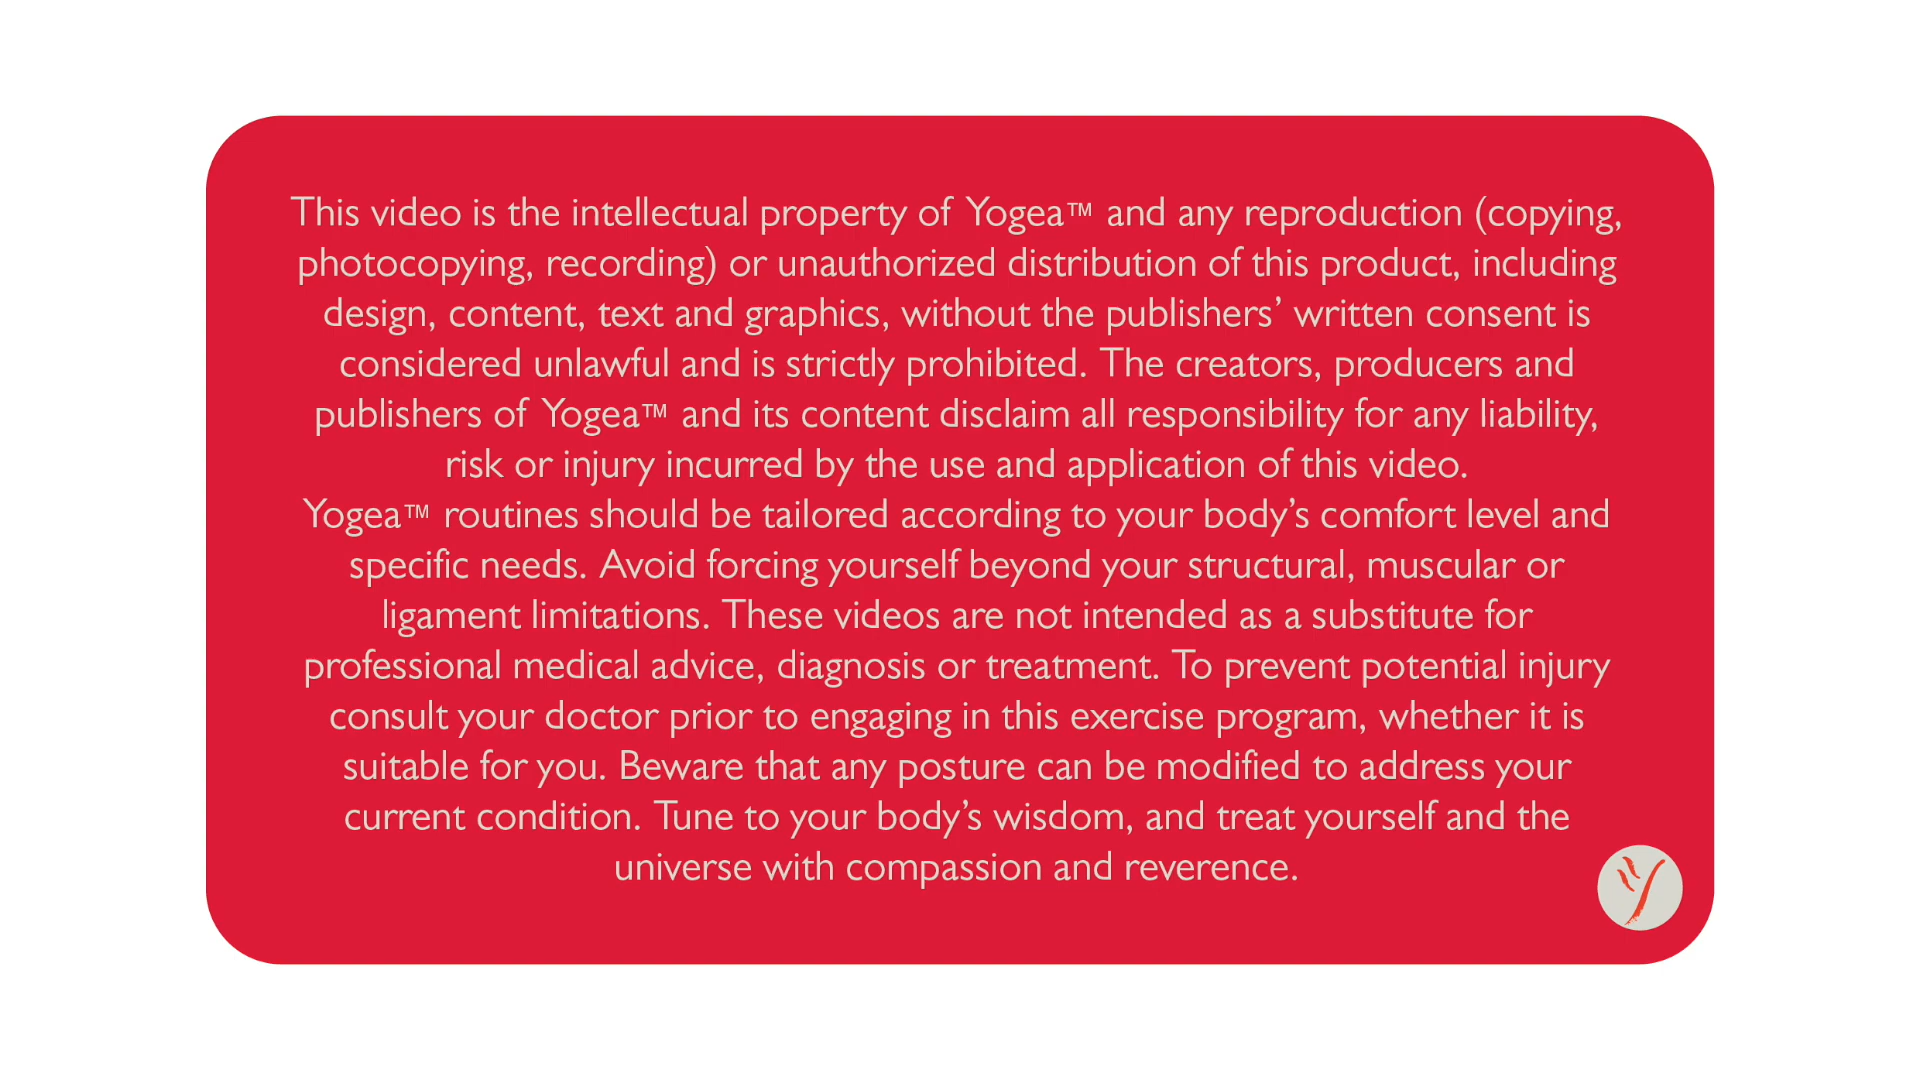 This video is the intellectual property of Yogea™ and any reproduction (copying,
photocopying, recording) or unauthorized distribution of this product, including
design, content, text and graphics, without the publishers’ written consent is
considered unlawful and is strictly prohibited. The creators, producers and
publishers of Yogea™ and its content disclaim all responsibility for any liability,
risk or injury incurred by the use and application of this video.
Yogea™ routines should be tailored according to your body’s comfort level and
specific needs. Avoid forcing yourself beyond your structural, muscular or
ligament limitations. These videos are not intended as a substitute for
professional medical advice, diagnosis or treatment. To prevent potential injury
consult your doctor prior to engaging in this exercise program, whether it is
suitable for you. Beware that any posture can be modified to address your
current condition. Tune to your body’s wisdom, and treat yourself and the
universe with compassion and reverence.